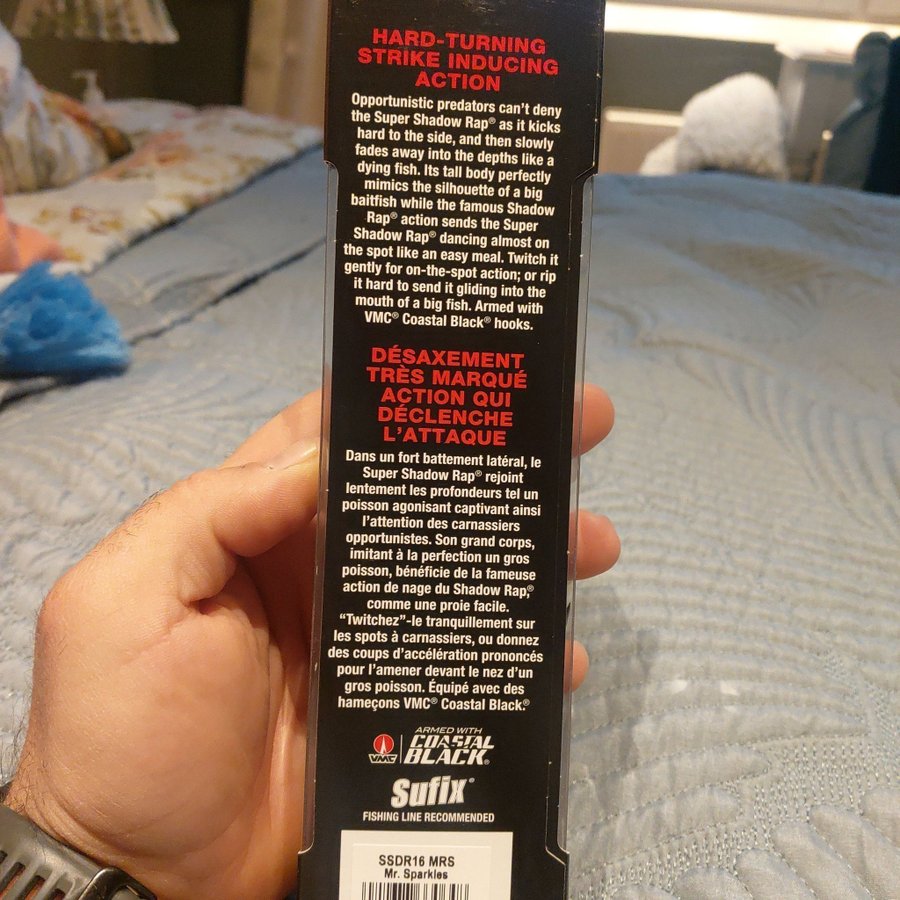 HARD-TURNING
STRIKE INDUCING
ACTION
Opportunistic predators can't deny
the Super Shadow Rap® as it kicks
hard to the side, and then slowly
fades away into the depths like a
dying fish. Its tall body perfectly
mimics the silhouette of a big
baitfish while the famous Shadow
Rap® action sends the Super
Shadow Rap® dancing almost on
the spot like an easy meal. Twitch it
gently for on-the-spot action; or rip
it hard to send it gliding into the
mouth of a big fish. Armed with
VMC® Coastal Black® hooks.
DÉSAXEMENT
TRÈS MARQUÉ
ACTION QUI
DÉCLENCHE
L'ATTAQUE
Dans un fort battement latéral, le
Super Shadow Rap® rejoint
lentement les profondeurs tel un
poisson agonisant captivant ainsi
l'attention des carnassiers
opportunistes. Son grand corps,
imitant à la perfection un gros
poisson, bénéficie de la fameuse
action de nage du Shadow Rap,®
comme une proie facile.
“Twitchez”-le tranquillement sur
les spots à carnassiers, ou donnez
des coups d'accélération prononcés
pour l'amener devant le nez d'un
gros poisson. Équipé avec des
hameçons VMC® Coastal Black.®
ARMED WITH
VMC COASTAL
BLACK®
Sufix®
FISHING LINE RECOMMENDED
SSDR16 MRS
Mr. Sparkles